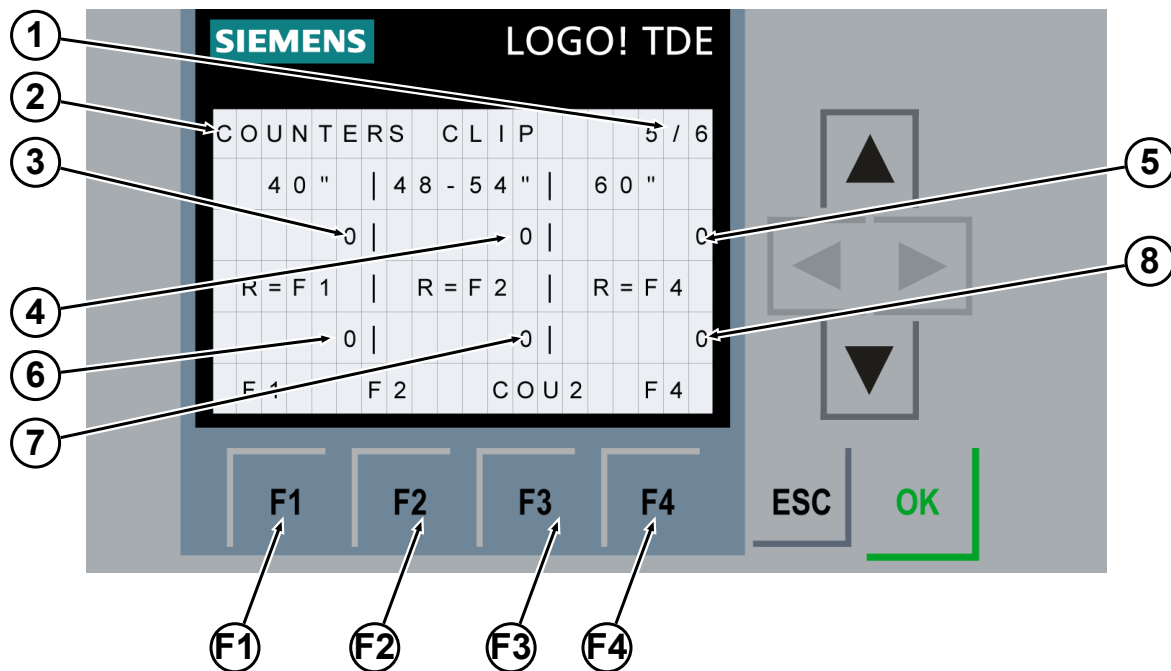 SIEMENS LOGO! TDE
COUNTERS CLIP 5/6
40" |48-54"| 60"
0| 0| 0
R=F1 | R=F2 | R=F4
0| 0| 0
F1 F2 COU2 F4
F1 F2 F3 F4 ESC OK
1
2
3
4
6
7
5
8
F1 F2 F3 F4